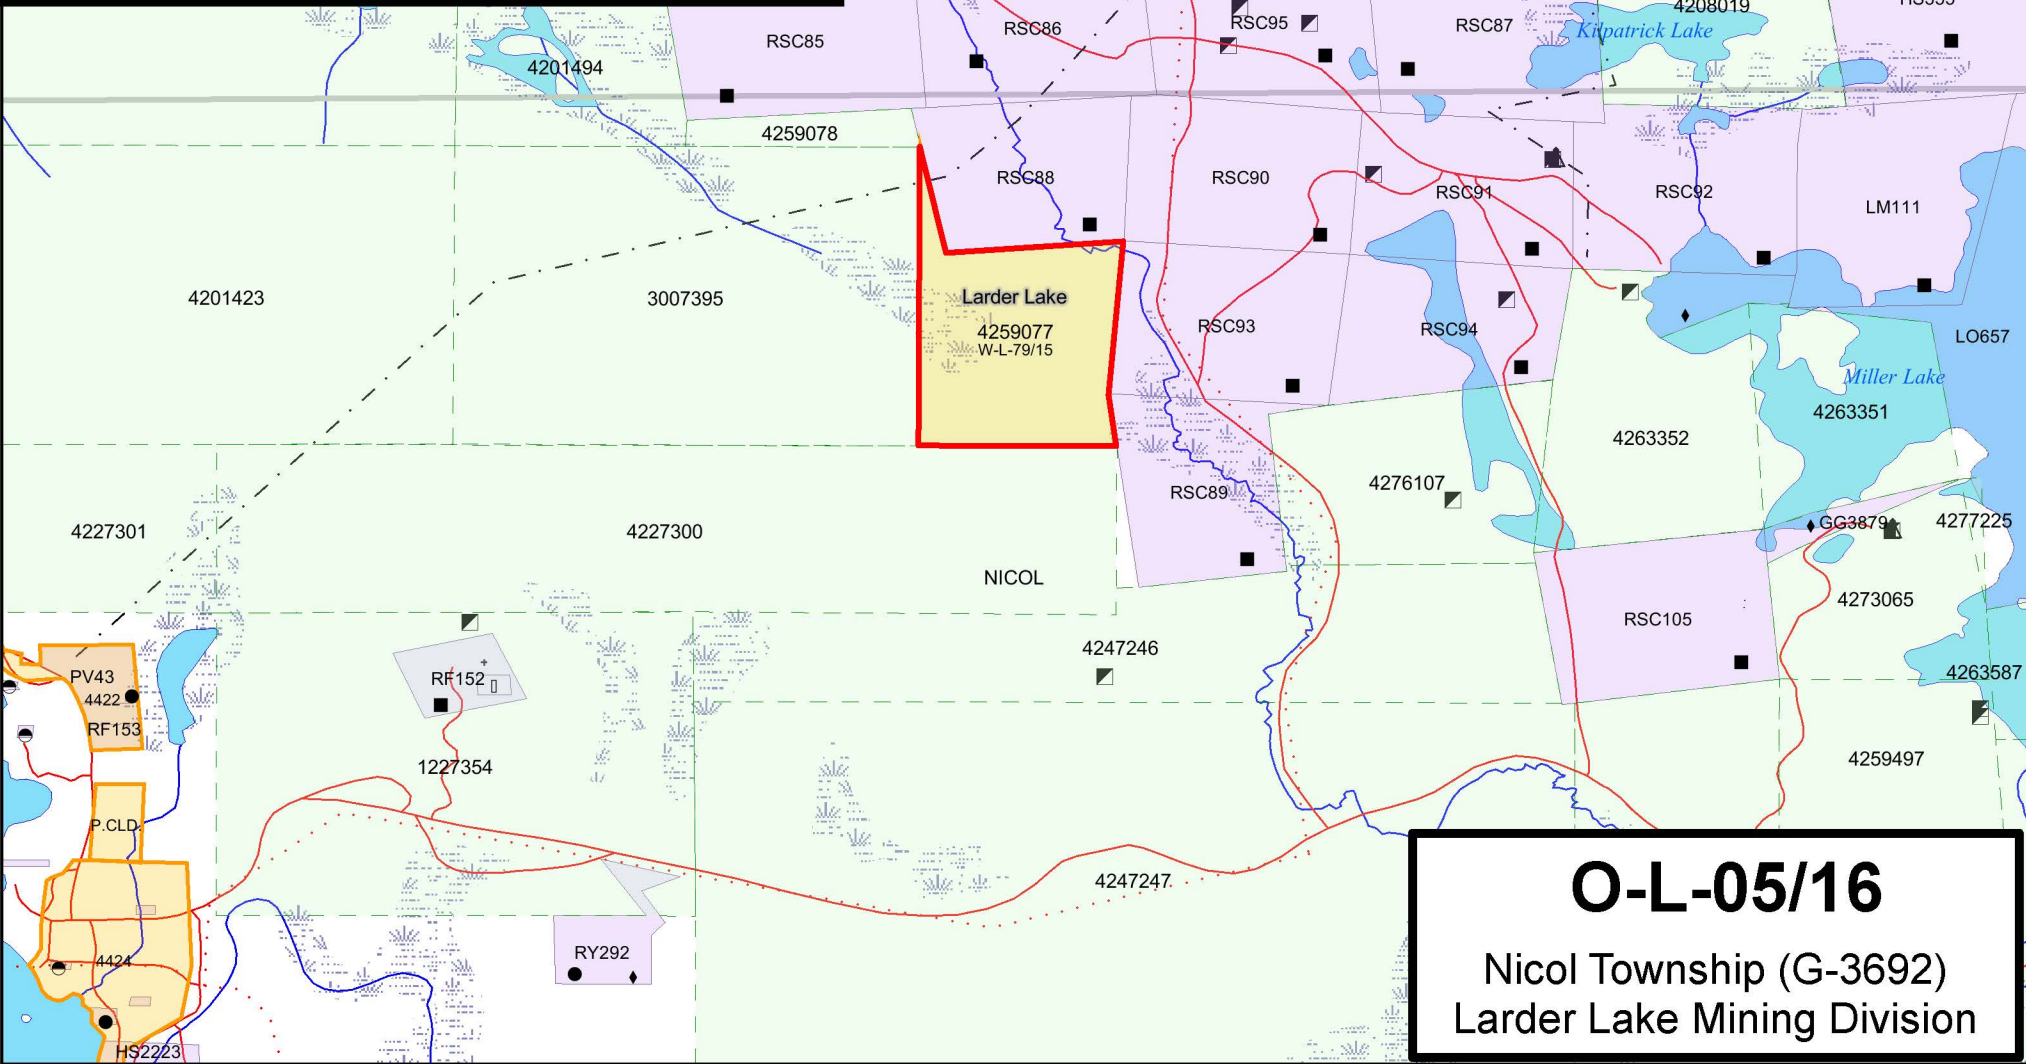 4208019
RSC86
RSC95
RSC87
Kilpatrick Lake
RSC85
4201494
4259078
RSC88
RSC90
RSC91
RSC92
LM111
4201423
3007395
Larder Lake
4259077
W-L-79/15
RSC93
RSC94
LO657
Miller Lake
4263351
4263352
4276107
RSC89
4227301
4227300
GG3879
4277225
NICOL
4273065
RSC105
4247246
PV43
RF152
4263587
4422
RF153
1227354
4259497
P.CLD.
4247247
O-L-05/16
RY292
4424
Nicol Township (G-3692)
Larder Lake Mining Division
HS2223